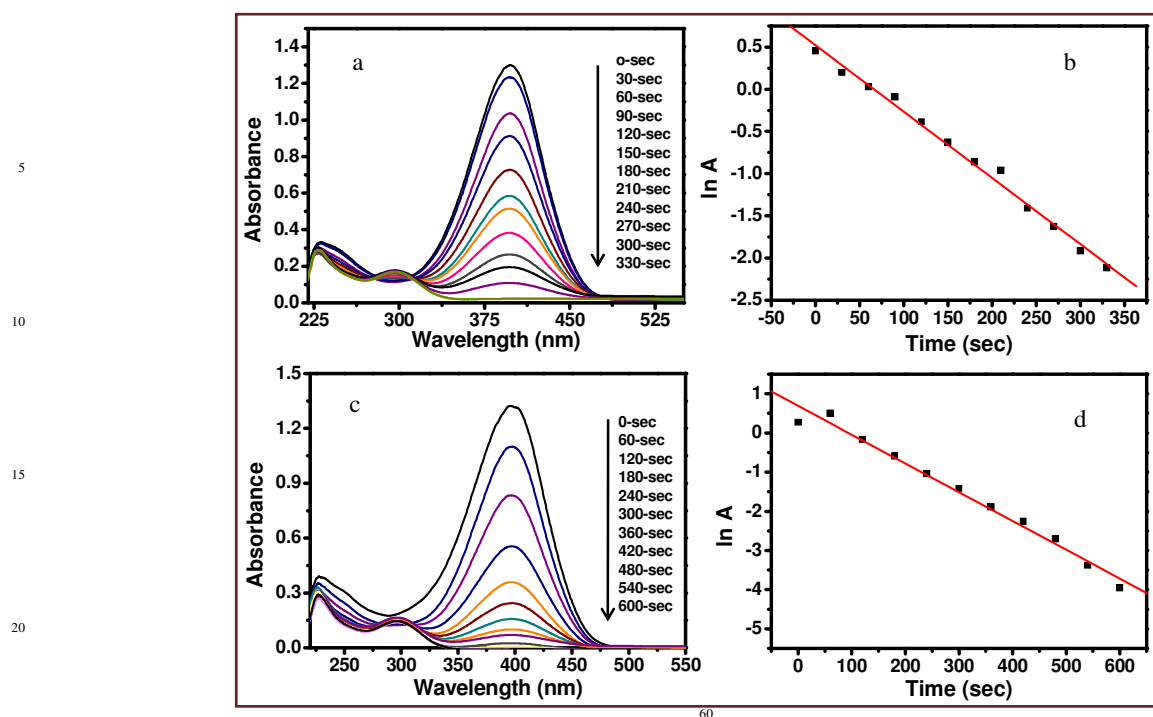 a
o-sec
30-sec
60-sec
90-sec
120-sec
150-sec
180-sec
210-sec
240-sec
270-sec
300-sec
330-sec
Absorbance
1.4
1.2
1.0
0.8
0.6
0.4
0.2
0.0
225 300 375 450 525
Wavelength (nm)
b
ln A
0.5
0.0
-0.5
-1.0
-1.5
-2.0
-2.5
-50 0 50 100 150 200 250 300 350
Time (sec)
c
0-sec
60-sec
120-sec
180-sec
240-sec
300-sec
360-sec
420-sec
480-sec
540-sec
600-sec
Absorbance
1.5
1.2
0.9
0.6
0.3
0.0
250 300 350 400 450 500 550
Wavelength (nm)
d
ln A
1
0
-1
-2
-3
-4
-5
0 100 200 300 400 500 600
Time (sec)
5
10
15
20
60